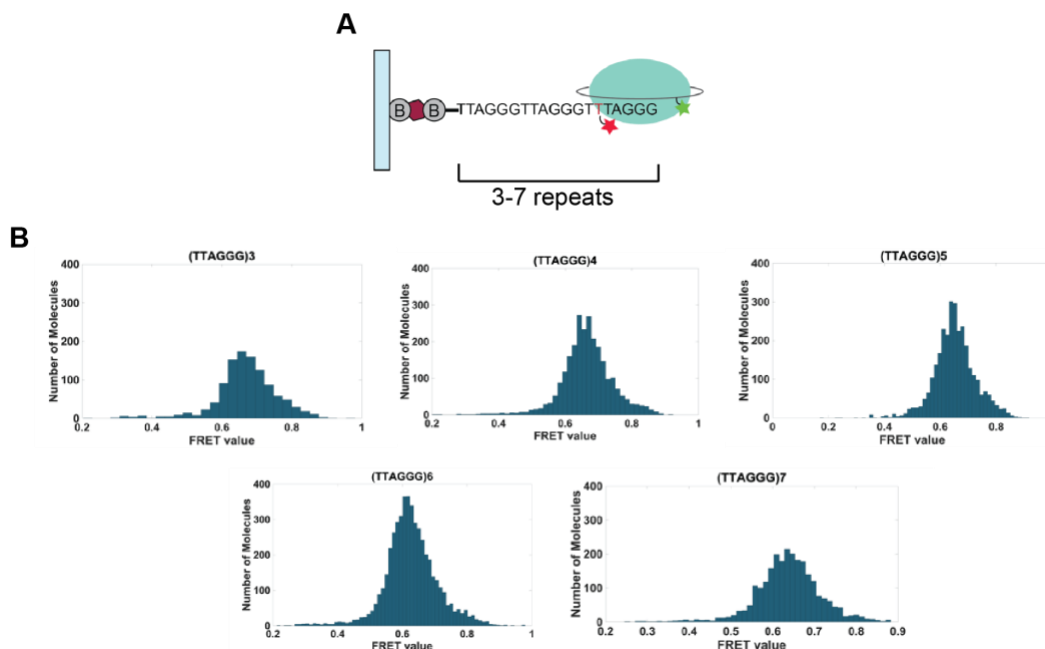 A
B B TTAGGGTTAGGGTTTAGGG
3-7 repeats
B
(TTAGGG)3
Number of Molecules
400
300
200
100
0
0.2 0.4 0.6 0.8 1
FRET value
(TTAGGG)4
Number of Molecules
400
300
200
100
0
0.2 0.4 0.6 0.8 1
FRET value
(TTAGGG)5
Number of Molecules
400
300
200
100
0
0 0.2 0.4 0.6 0.8
FRET value
(TTAGGG)6
Number of Molecules
400
300
200
100
0
0.2 0.4 0.6 0.8 1
FRET value
(TTAGGG)7
Number of Molecules
400
300
200
100
0
0.2 0.3 0.4 0.5 0.6 0.7 0.8 0.9
FRET value